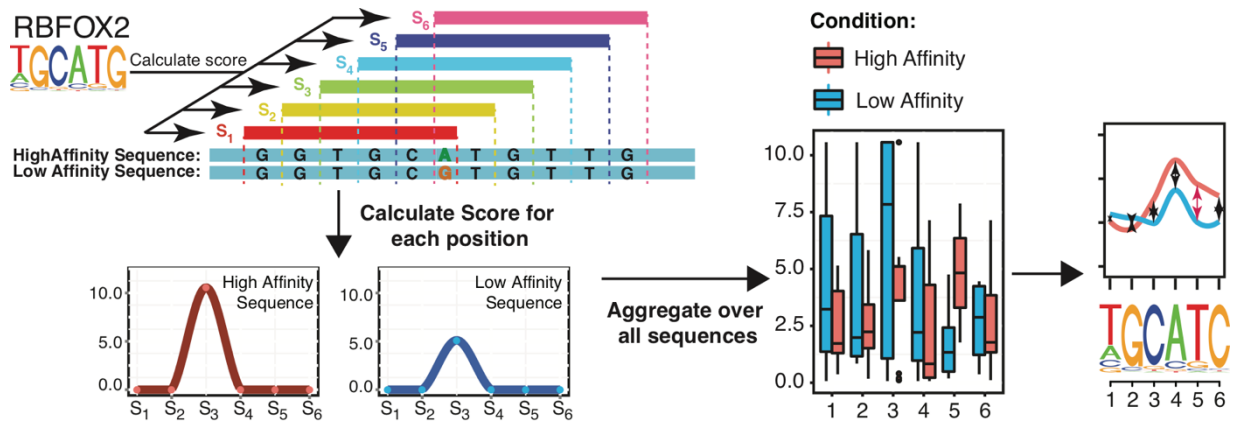 RBFOX2
TGCATG
A
Calculate score
S1
S2
S3
S4
S5
S6
HighAffinity Sequence: G G T G C A T G T T G
Low Affinity Sequence: G G T G C G T G T T G
Calculate Score for
each position
High Affinity
Sequence
10.0
5.0
0.0
S1 S2 S3 S4 S5 S6
Low Affinity
Sequence
10.0
5.0
0.0
S1 S2 S3 S4 S5 S6
Aggregate over
all sequences
Condition:
High Affinity
Low Affinity
10.0
7.5
5.0
2.5
0.0
1 2 3 4 5 6
TGCATC
A
1 2 3 4 5 6